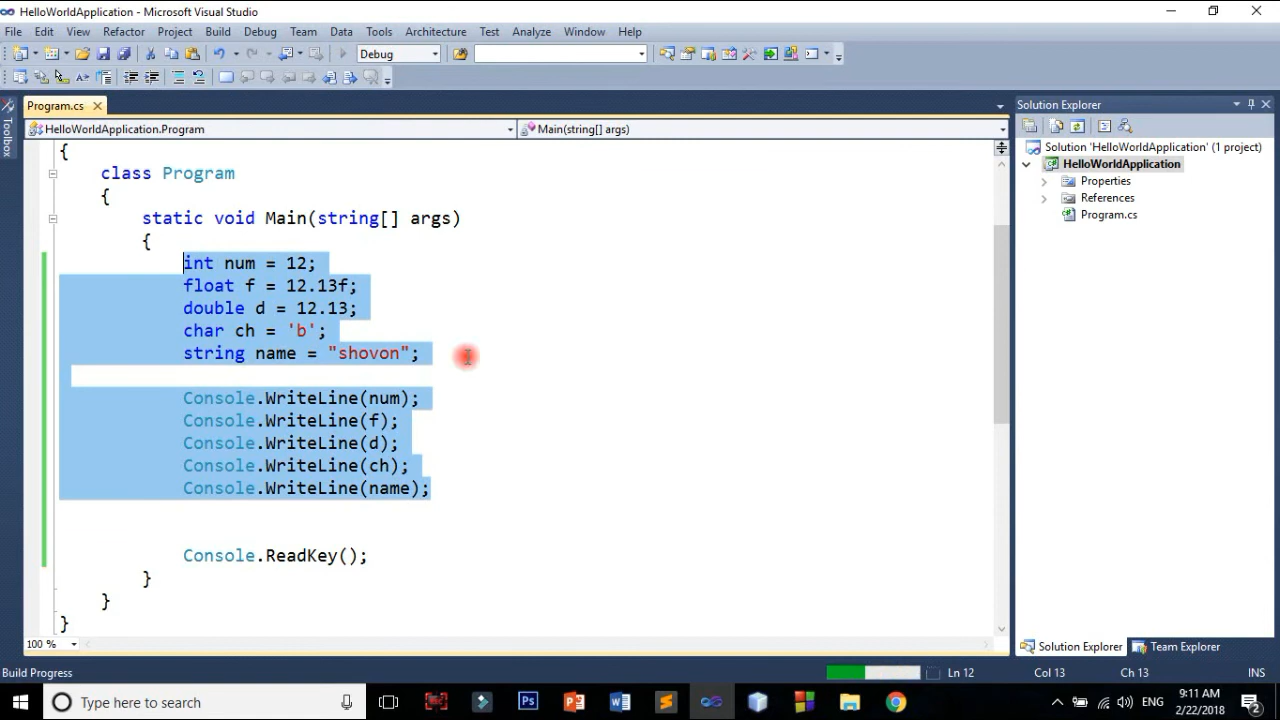 HelloWorldApplication - Microsoft Visual Studio
File Edit View Refactor Project Build Debug Team Data Tools Architecture Test Analyze Window Help
Debug
Toolbox
Program.cs
HelloWorldApplication.Program
Main(string[] args)
{
class Program
{
static void Main(string[] args)
{
int num = 12;
float f = 12.13f;
double d = 12.13;
char ch = 'b';
string name = "shovon";
Console.WriteLine(num);
Console.WriteLine(f);
Console.WriteLine(d);
Console.WriteLine(ch);
Console.WriteLine(name);
Console.ReadKey();
}
}
}
100 %
Solution Explorer
Solution 'HelloWorldApplication' (1 project)
HelloWorldApplication
Properties
References
Program.cs
Solution Explorer Team Explorer
Build Progress Ln 12 Col 13 Ch 13 INS
Type here to search
Ps
ENG
9:11 AM
2/22/2018
2